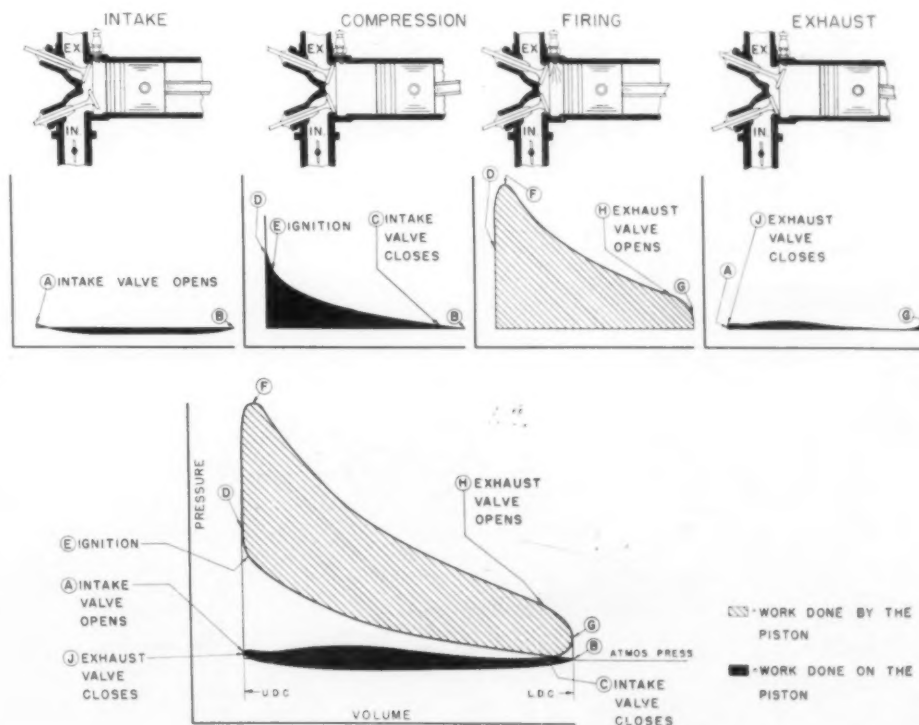 INTAKE
COMPRESSION
FIRING
EXHAUST
EX
IN
EX
IN
EX
IN
EX
IN
A INTAKE VALVE OPENS
B
D
E IGNITION
C INTAKE
VALVE
CLOSES
B
D
F
H EXHAUST
VALVE
OPENS
G
J EXHAUST
VALVE
CLOSES
A
G
F
PRESSURE
D
E IGNITION
A INTAKE
VALVE
OPENS
J EXHAUST
VALVE
CLOSES
H EXHAUST
VALVE
OPENS
G
B
ATMOS PRESS
C INTAKE
VALVE
CLOSES
U.D.C
L.D.C
VOLUME
-WORK DONE BY THE
PISTON
-WORK DONE ON THE
PISTON